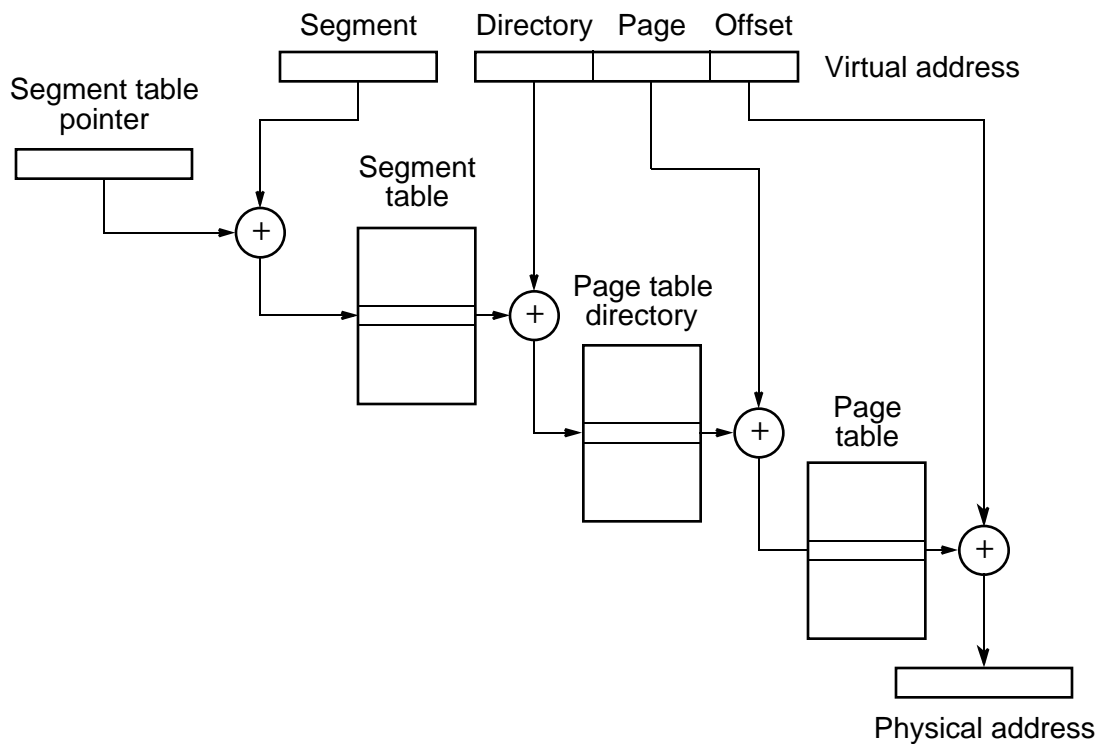 Segment
Directory Page Offset
Virtual address
Segment table
pointer
Segment
table
+
+
Page table
directory
+
Page
table
+
Physical address